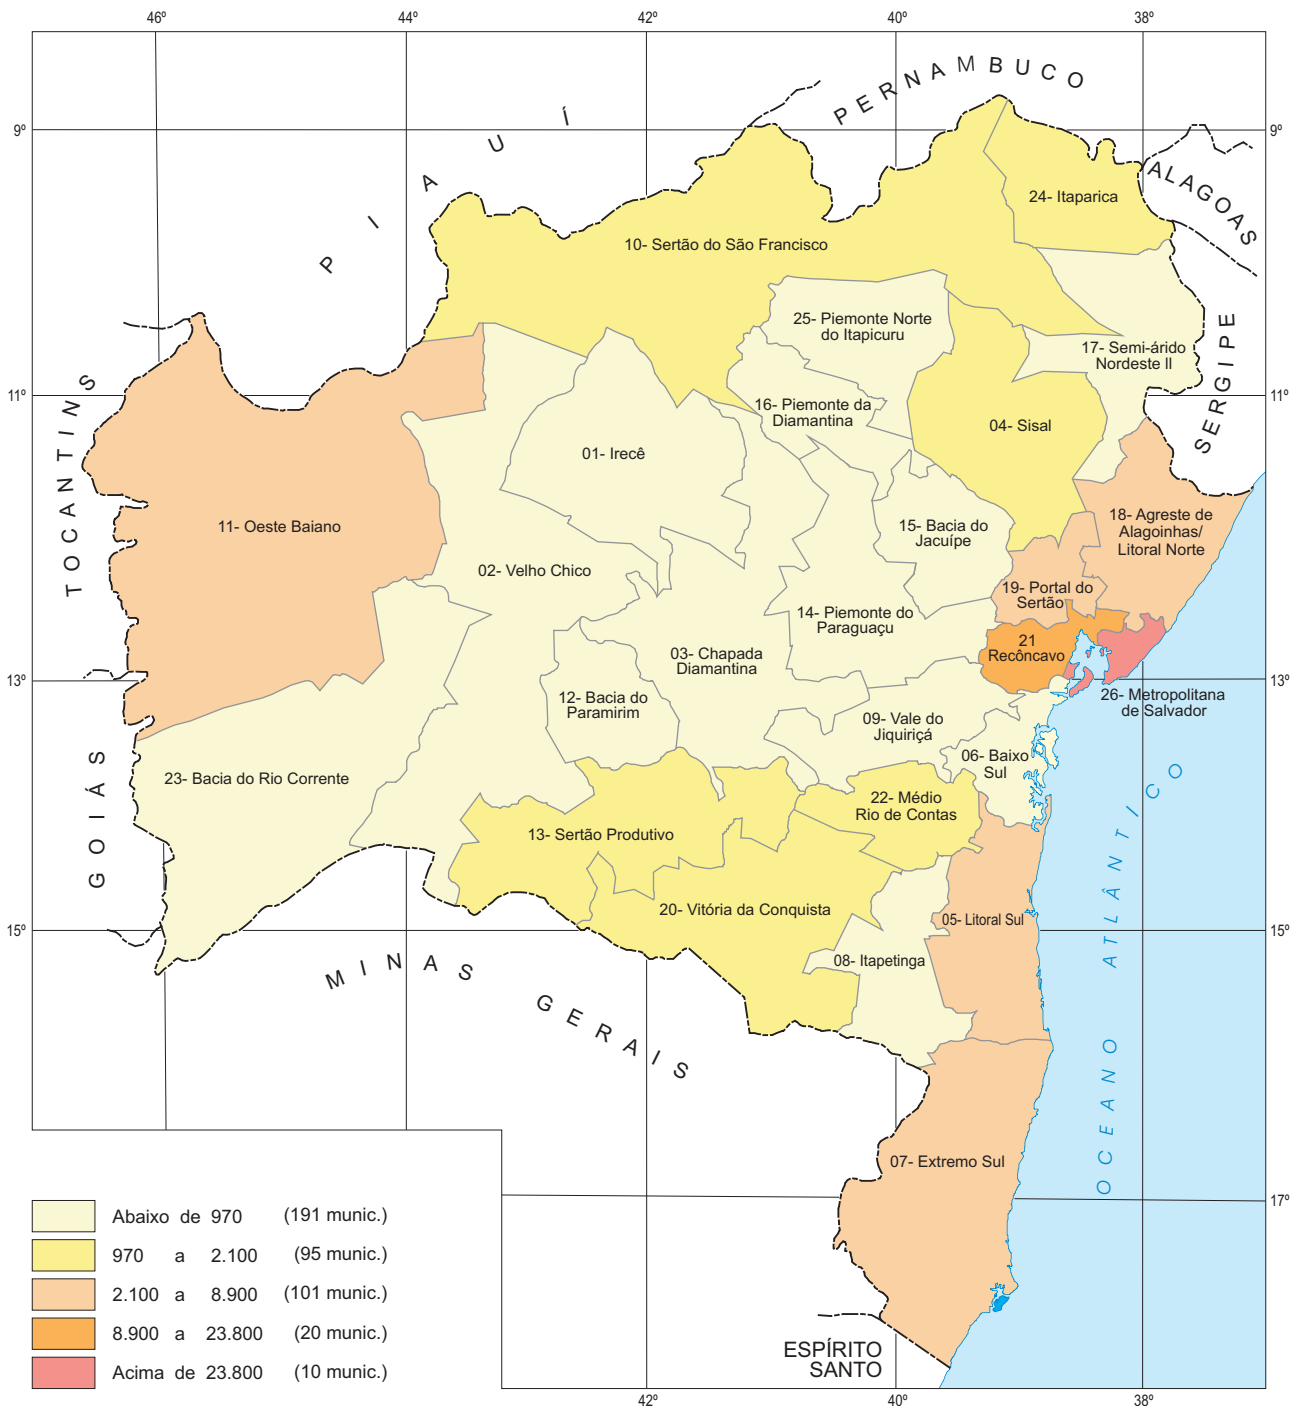 46º 44º 42º 40º 38º
PERNAMBUCO
PIAUÍ
9º 9º
ALAGOAS
24- Itaparica
10- Sertão do São Francisco
25- Piemonte Norte
do Itapicuru
17- Semi-árido
Nordeste II
SERGIPE
TOCANTINS
11º 11º
16- Piemonte da
Diamantina
04- Sisal
01- Irecê
11- Oeste Baiano
15- Bacia do
Jacuípe
18- Agreste de
Alagoinhas/
Litoral Norte
02- Velho Chico
19- Portal do
Sertão
14- Piemonte do
Paraguaçu
21
Recôncavo
03- Chapada
Diamantina
13º 13º
12- Bacia do
Paramirim
26- Metropolitana
de Salvador
09- Vale do
Jiquiriçá
06- Baixo
Sul
GOIÁS
23- Bacia do Rio Corrente
22- Médio
Rio de Contas
13- Sertão Produtivo
20- Vitória da Conquista
05- Litoral Sul
15º 15º
08- Itapetinga
MINAS GERAIS
OCEANO ATLÂNTICO
07- Extremo Sul
17º
Abaixo de 970 (191 munic.)
970 a 2.100 (95 munic.)
2.100 a 8.900 (101 munic.)
8.900 a 23.800 (20 munic.)
Acima de 23.800 (10 munic.)
ESPÍRITO
SANTO
42º 40º 38º